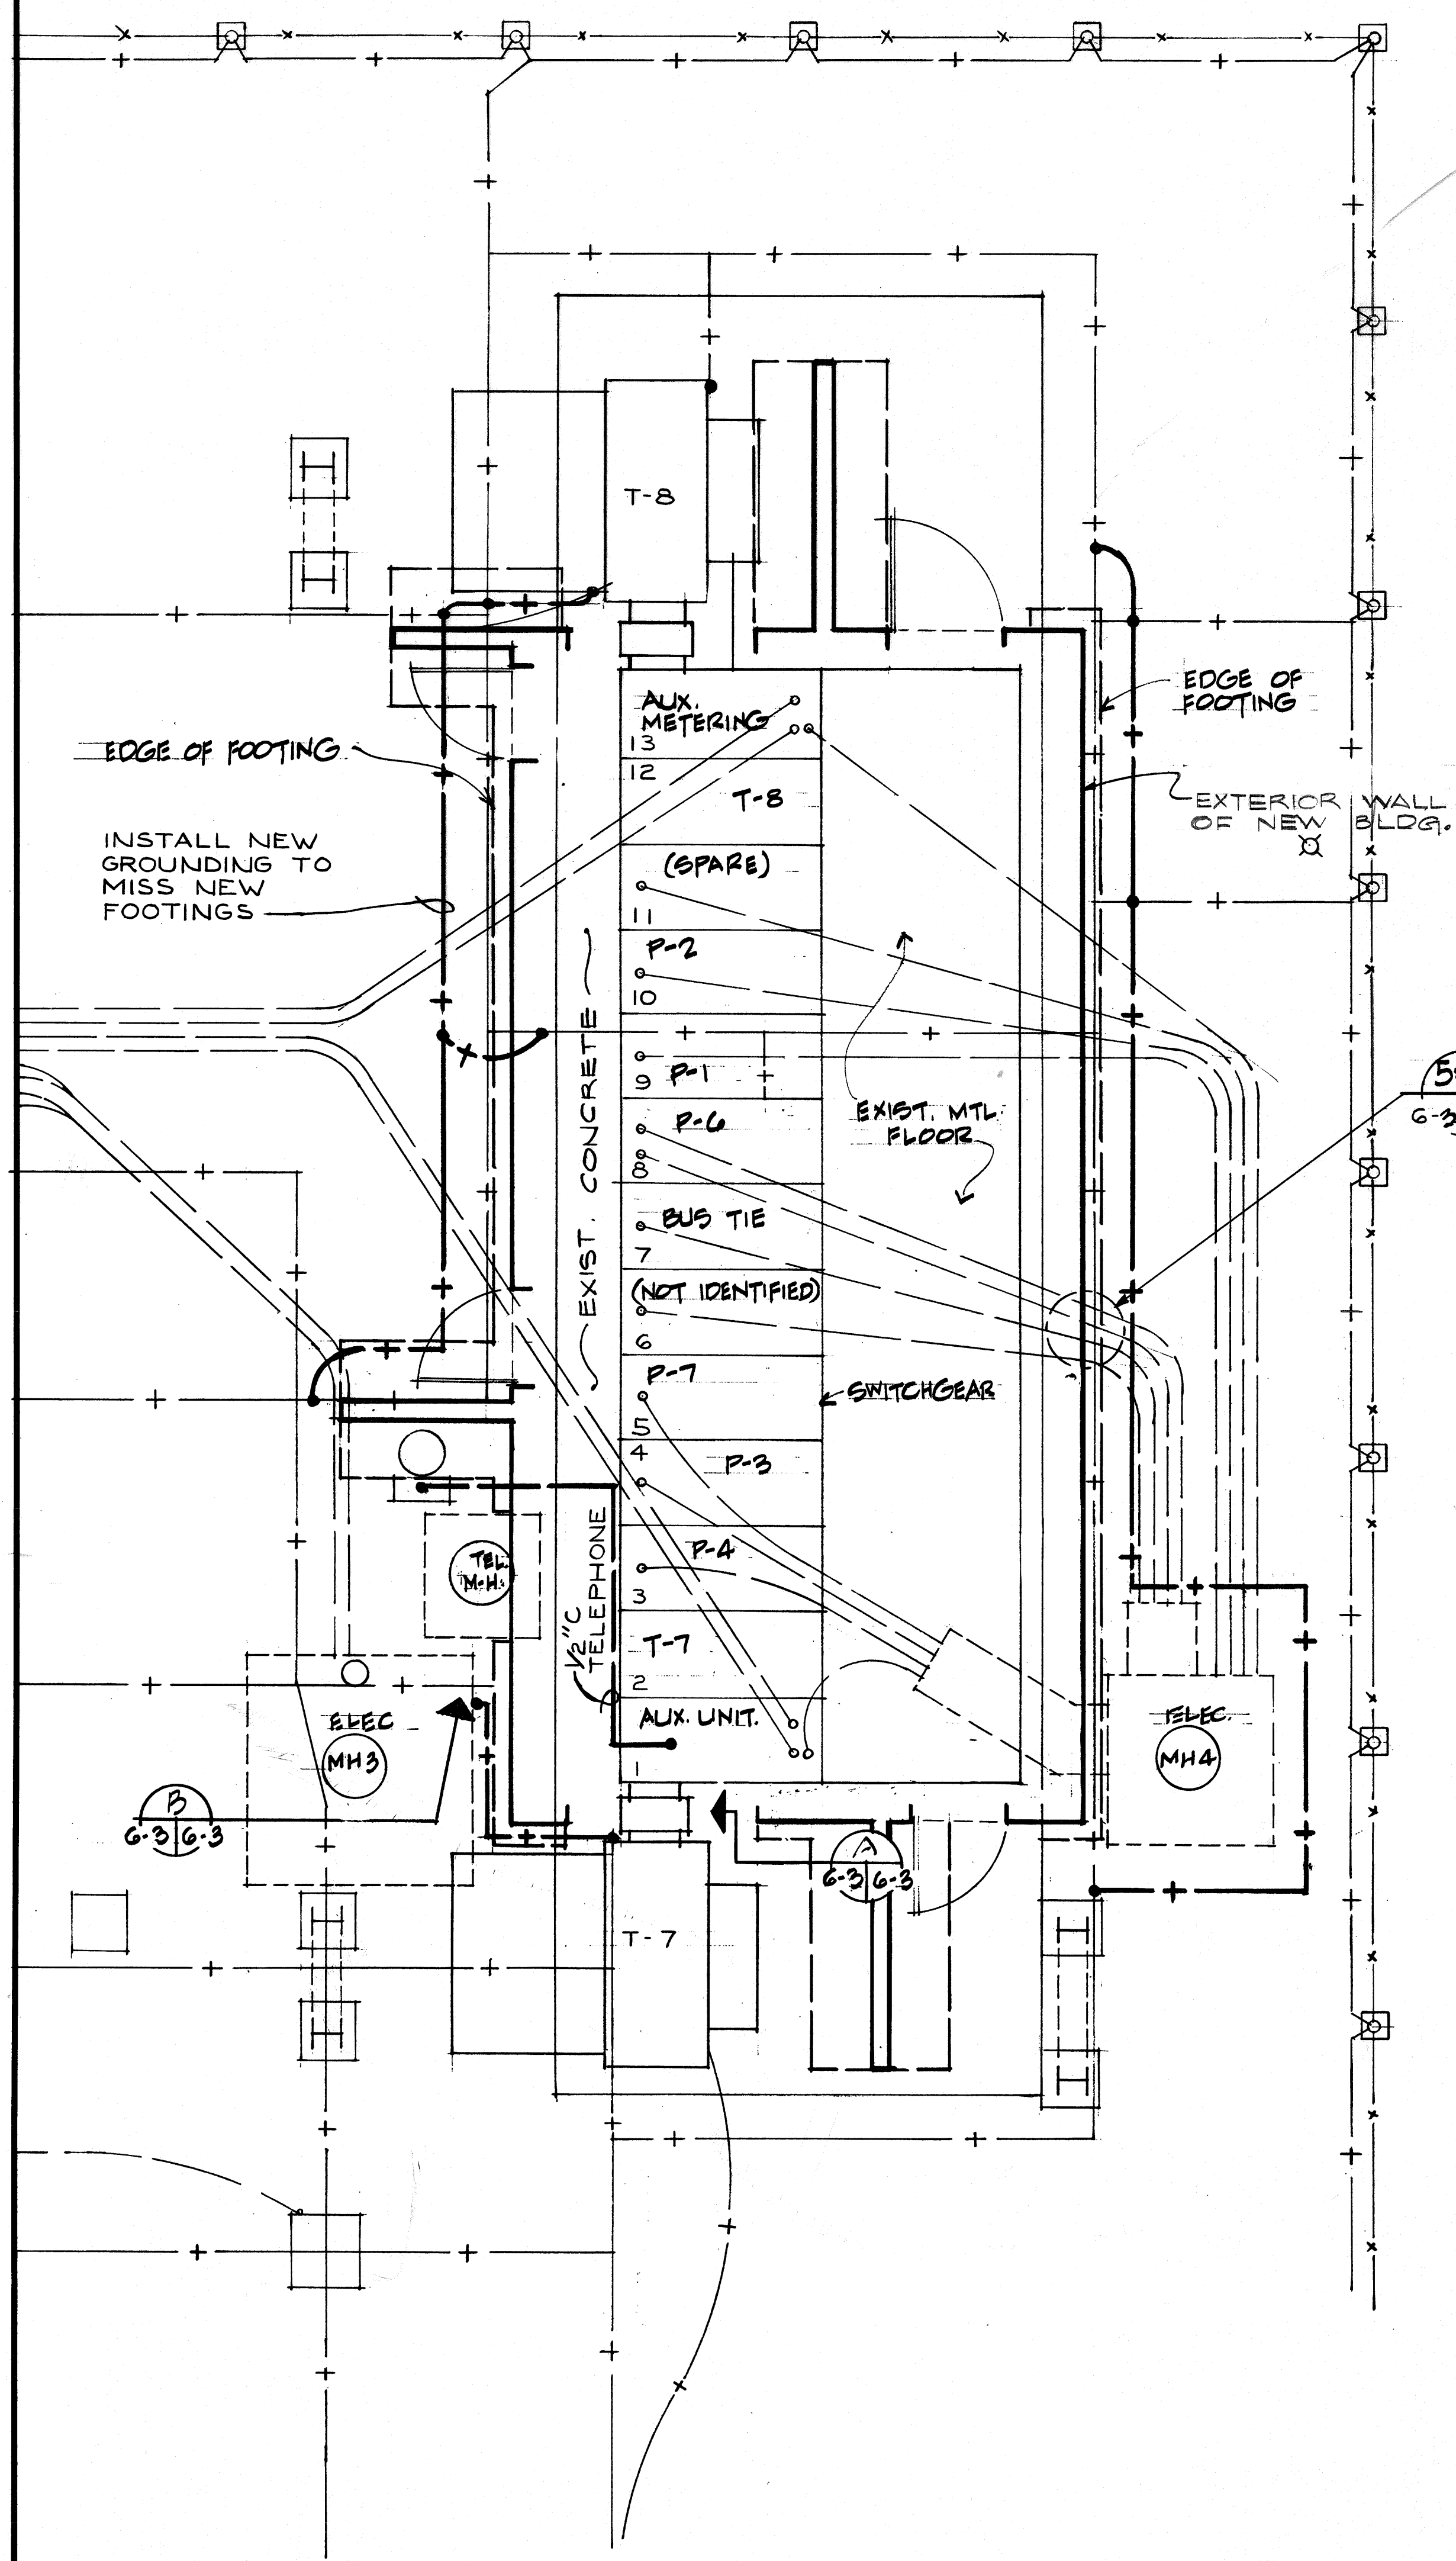 T-8
EDGE OF
FOOTING
AUX.
METERING
13
EDGE OF FOOTING
12
T-8
EXTERIOR WALL
OF NEW BLDG.
INSTALL NEW
GROUNDING TO
MISS NEW
FOOTINGS
(SPARE)
11
P-2
10
9 P-1
EXIST. CONCRETE
EXIST. MTL.
FLOOR
6-3
P-6
8
BUS TIE
7
(NOT IDENTIFIED)
6
P-7
SWITCHGEAR
5
4
P-3
P-4
3
TEL.
M.H.
1/2"C
TELEPHONE
T-7
2
AUX. UNIT.
1
ELEC
MH3
ELEC.
MH4
B
6-3 6-3
A
6-3 6-3
T-7